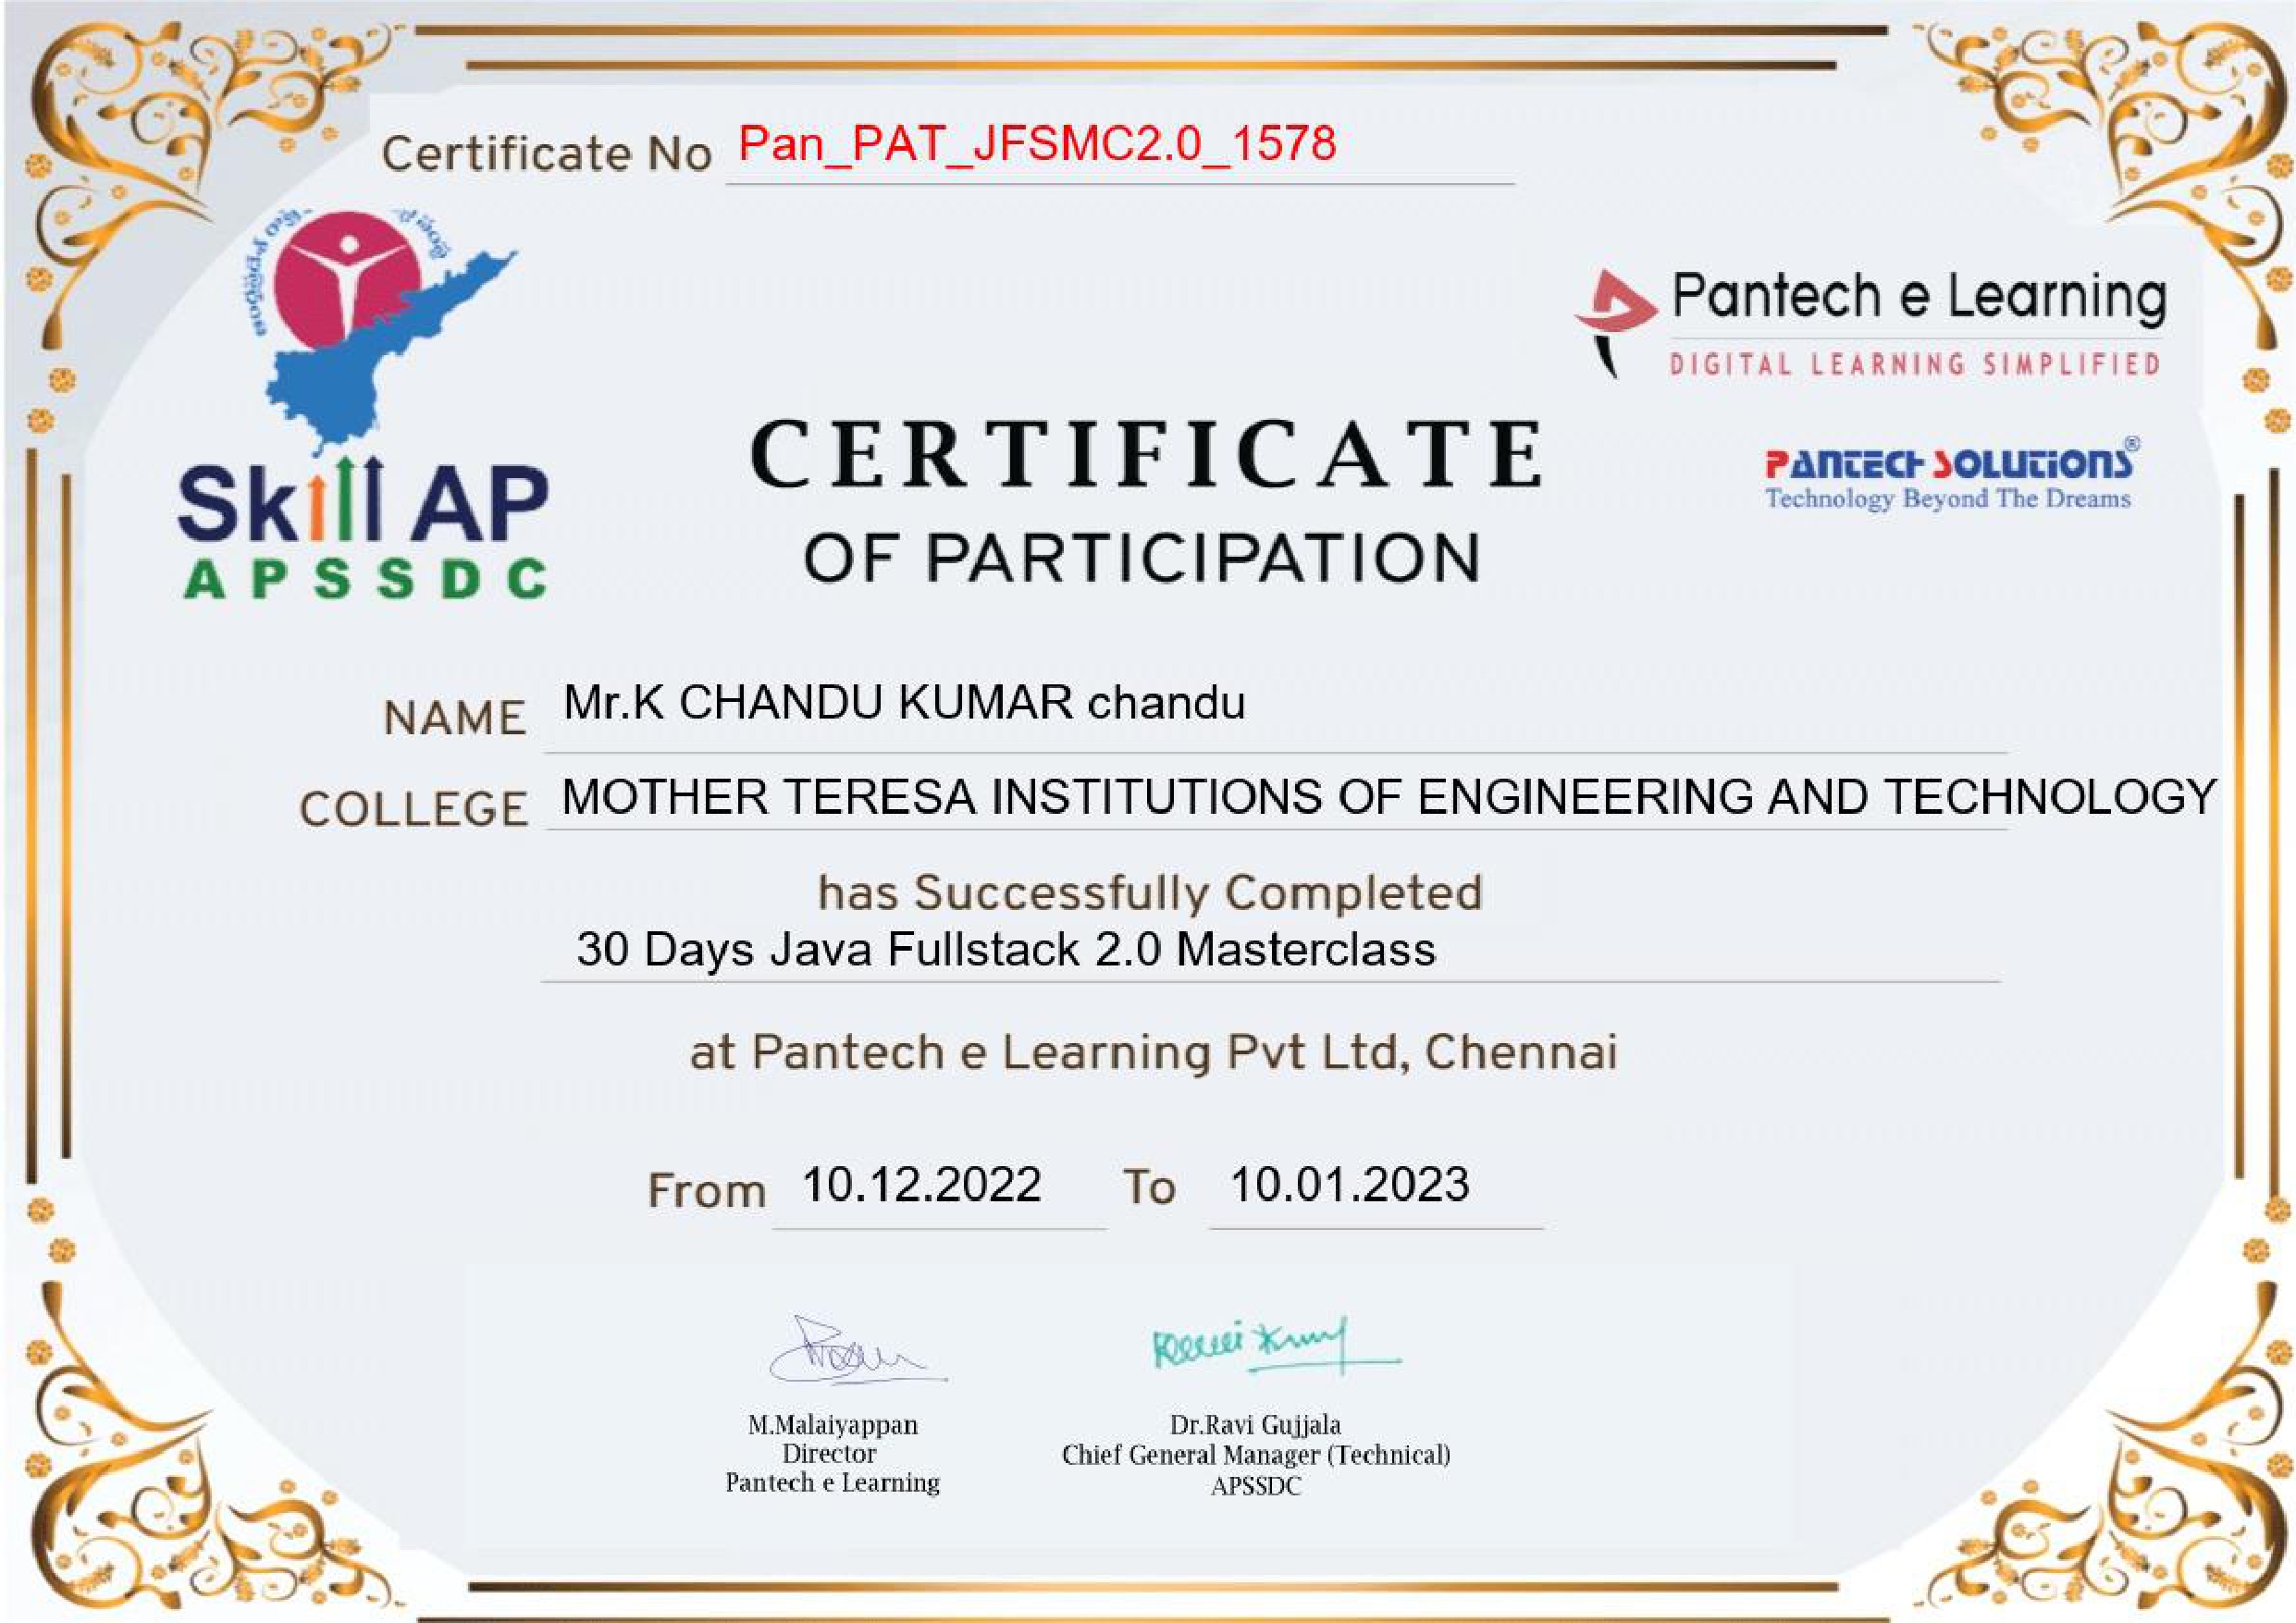 Certificate No Pan_PAT_JFSMC2.0_1578
Pantech e Learning
DIGITAL LEARNING SIMPLIFIED
PANTECH SOLUTIONS®
Technology Beyond The Dreams
Skill AP
APSSDC
CERTIFICATE
OF PARTICIPATION
NAME Mr.K CHANDU KUMAR chandu
COLLEGE MOTHER TERESA INSTITUTIONS OF ENGINEERING AND TECHNOLOGY
has Successfully Completed
30 Days Java Fullstack 2.0 Masterclass
at Pantech e Learning Pvt Ltd, Chennai
From 10.12.2022 To 10.01.2023
M.Malaiyappan
Director
Pantech e Learning
Dr.Ravi Gujjala
Chief General Manager (Technical)
APSSDC